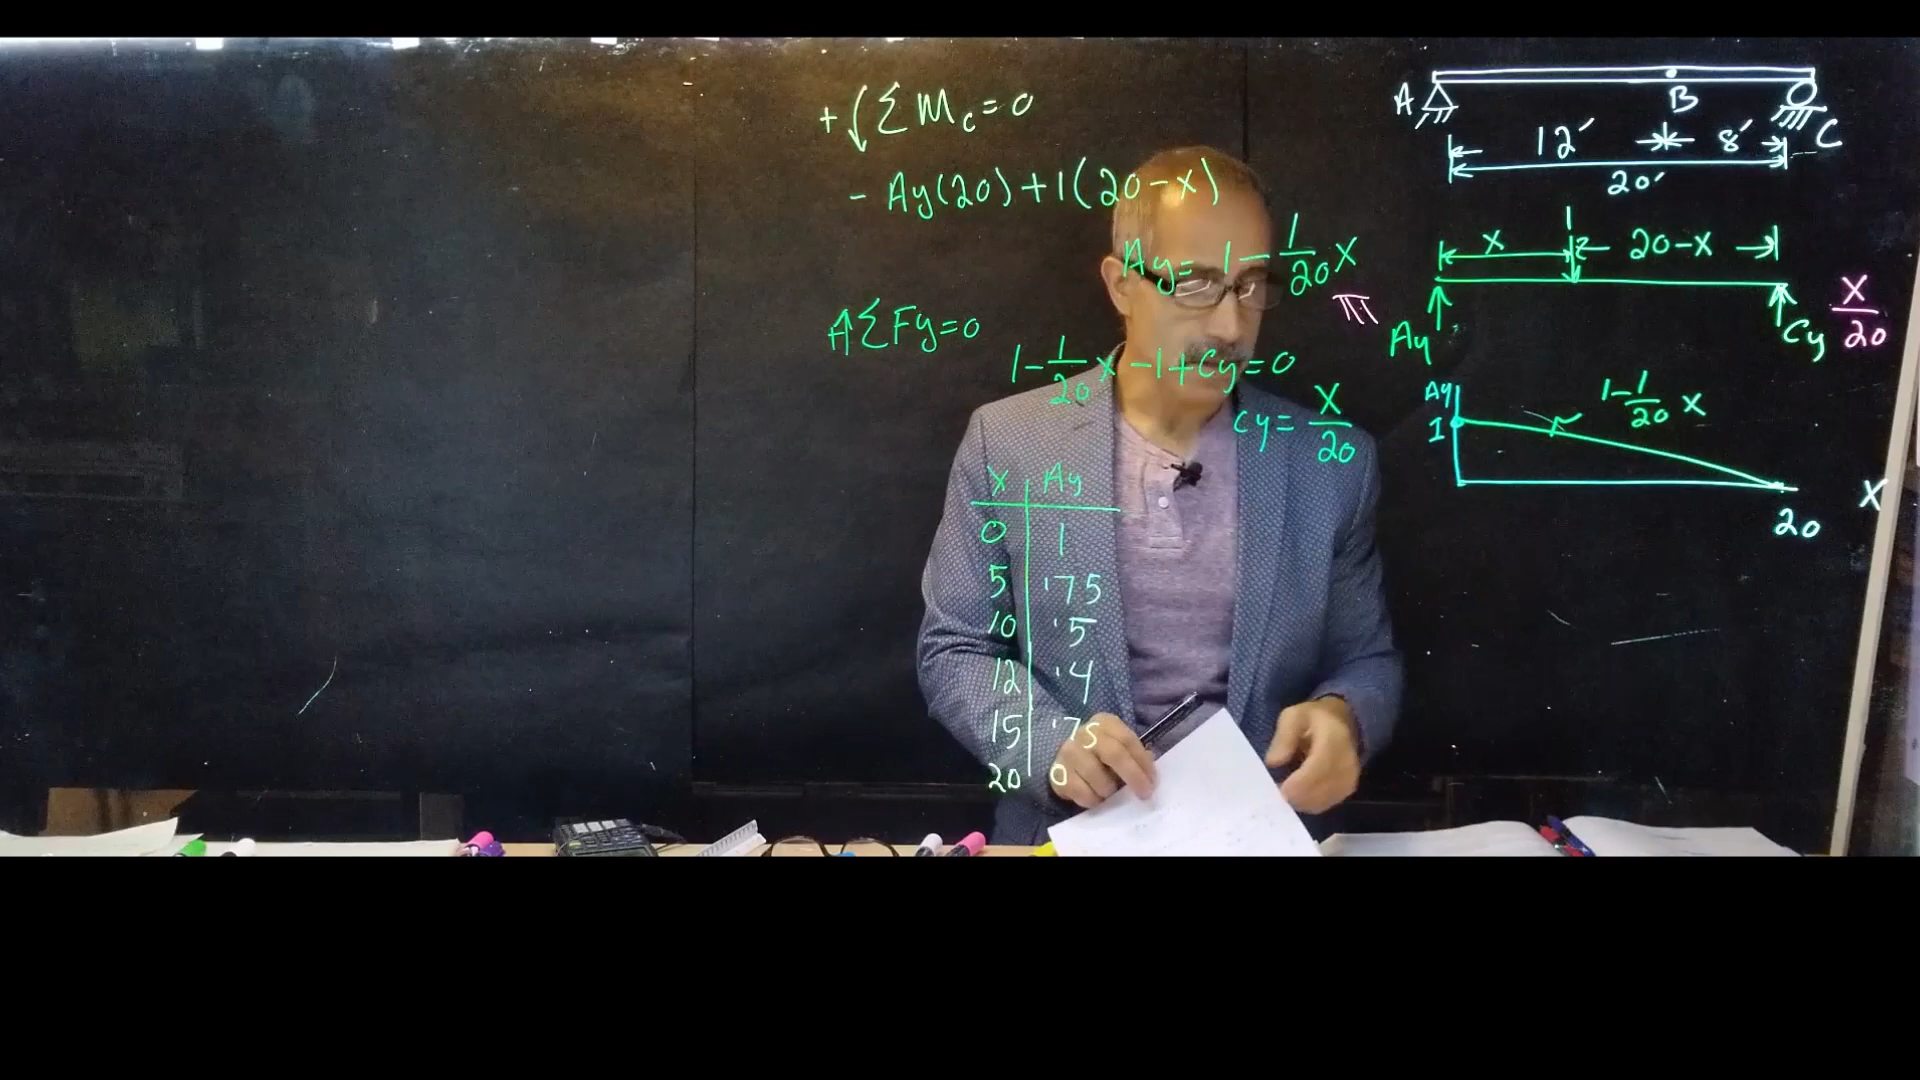 +ΣMc=0
- Ay(20)+1(20-x)
Ay= 1-1/20x
ΣFy=0
1-1/20x-1+Cy=0
Cy= x/20
x Ay
0 1
5 '75
10 '5
12 '4
15 '75
20 0
A B C
12' 8'
20'
1
x 20-x
Ay Cy x/20
Ay
1 1-1/20x
x
20